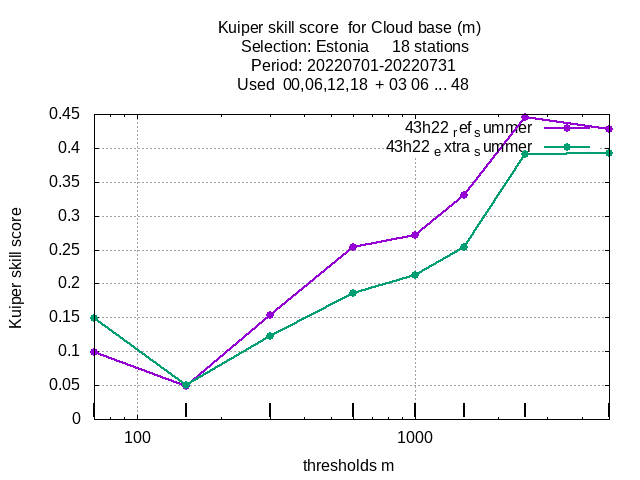 Kuiper skill score  for Cloud base (m)
Selection: Estonia     18 stations
Period: 20220701-20220731
Used  00,06,12,18  + 03 06 ... 48
0.45
0.4
0.35
0.3
0.25
0.2
0.15
0.1
0.05
0
Kuiper skill score
43h22 ref summer
43h22 extra summer
100
1000
thresholds m